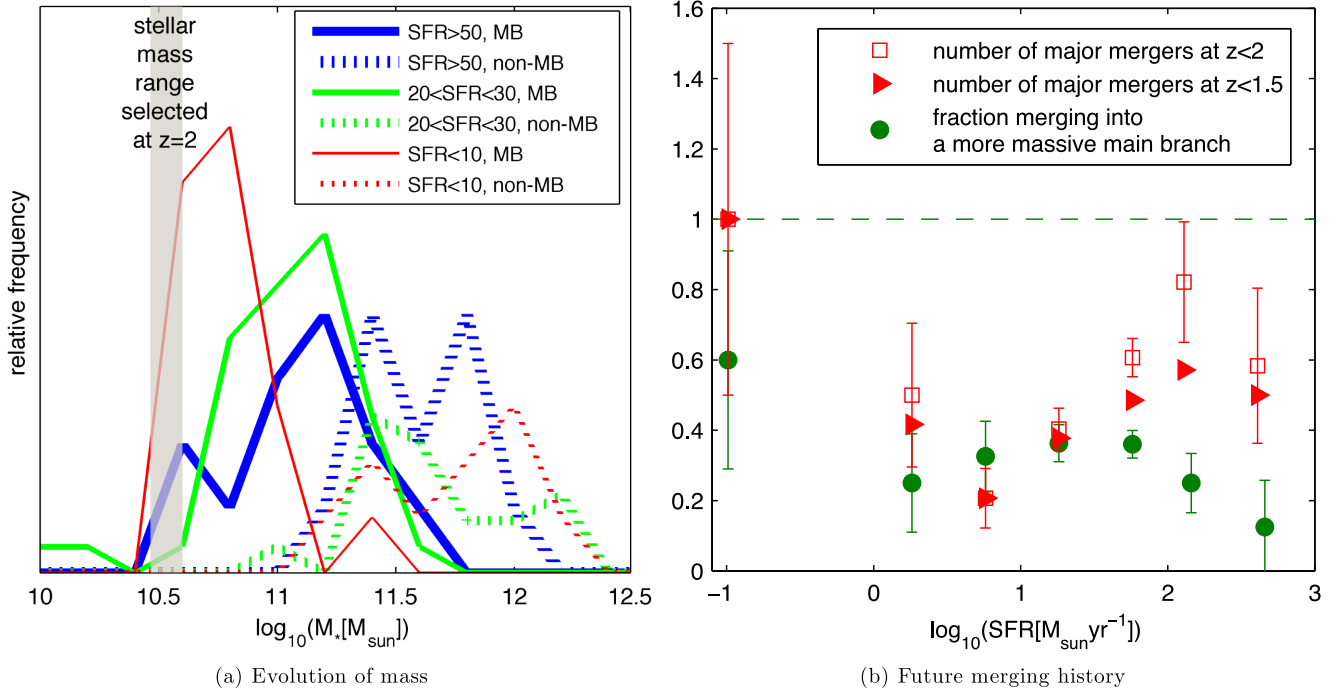 stellar
mass
range
selected
at z=2
SFR>50, MB
SFR>50, non-MB
20<SFR<30, MB
20<SFR<30, non-MB
SFR<10, MB
SFR<10, non-MB
relative frequency
10
10.5
11
11.5
12
12.5
log10(M*[Msun])
(a) Evolution of mass
number of major mergers at z<2
number of major mergers at z<1.5
fraction merging into
a more massive main branch
1.6
1.4
1.2
1
0.8
0.6
0.4
0.2
0
−1
0
1
2
3
log10(SFR[Msunyr−1])
(b) Future merging history